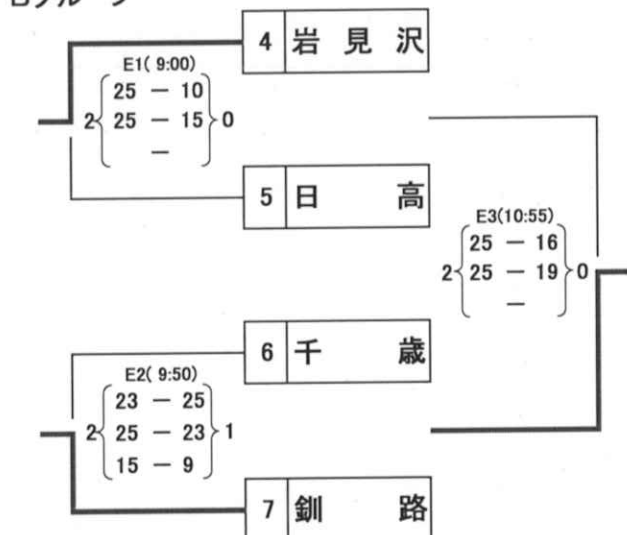 4 岩見沢
E1( 9:00)
25 － 10
2 25 － 15 0
－
5 日高
E3(10:55)
25 － 16
2 25 － 19 0
－
6 千歳
E2( 9:50)
23 － 25
2 25 － 23 1
15 － 9
7 釧路